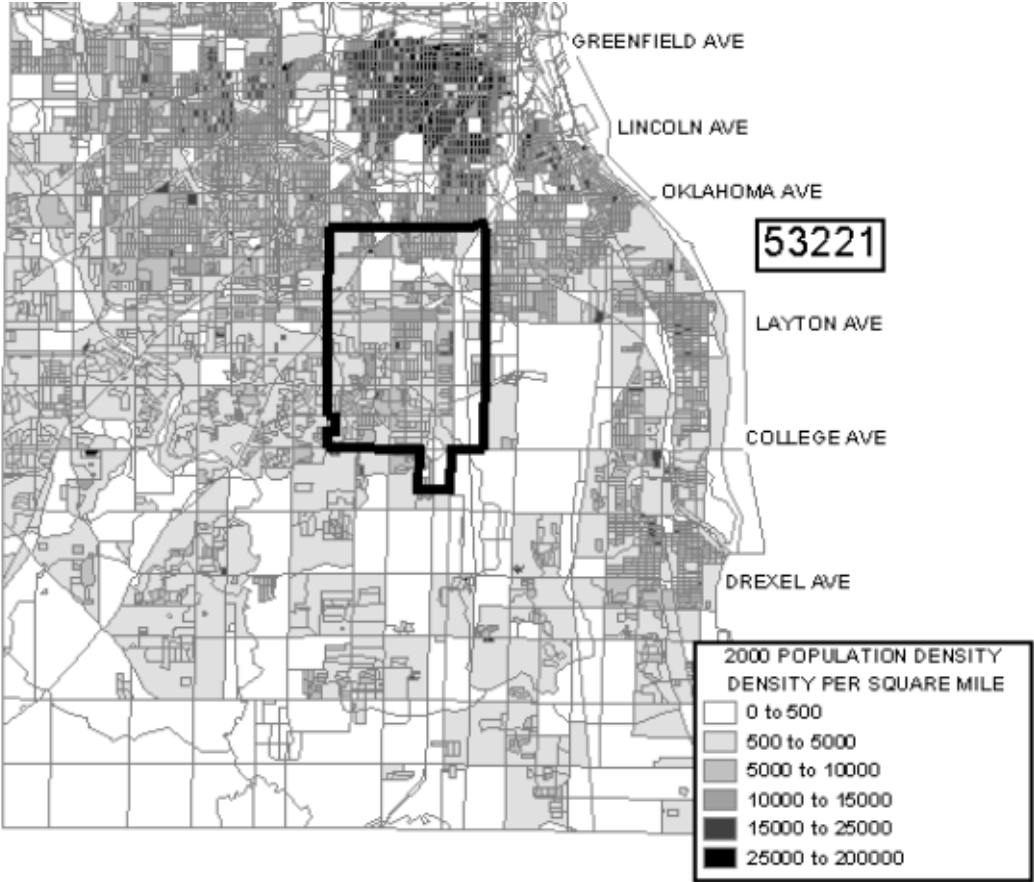 GREENFIELD AVE
LINCOLN AVE
OKLAHOMA AVE
53221
LAYTON AVE
COLLEGE AVE
DREXEL AVE
2000 POPULATION DENSITY
DENSITY PER SQUARE MILE
0 to 500
500 to 5000
5000 to 10000
10000 to 15000
15000 to 25000
25000 to 200000